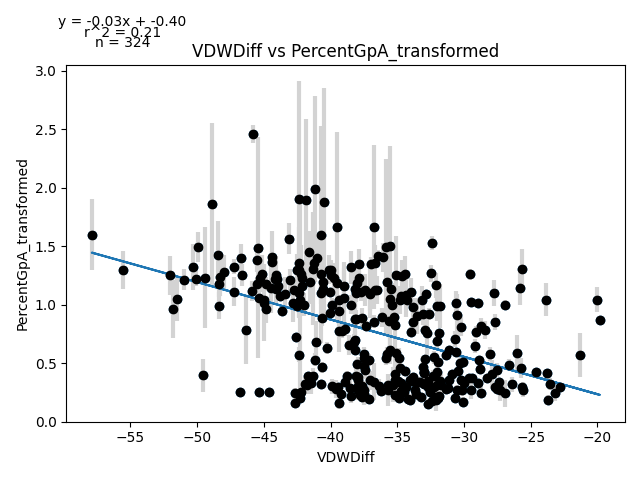 y = -0.03x + -0.40
r^2 = 0.21
n = 324
VDWDiff vs PercentGpA_transformed
PercentGpA_transformed
3.0
2.5
2.0
1.5
1.0
0.5
0.0
−55 −50 −45 −40 −35 −30 −25 −20
VDWDiff